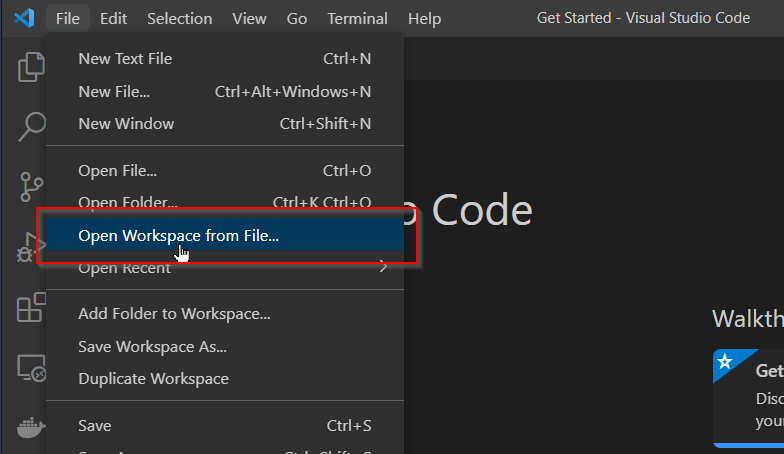 File Edit Selection View Go Terminal Help Get Started - Visual Studio Code
New Text File Ctrl+N
New File... Ctrl+Alt+Windows+N
New Window Ctrl+Shift+N
Open File... Ctrl+O
Open Folder... Ctrl+K Ctrl+O
o Code
Open Workspace from File...
Open Recent
Add Folder to Workspace...
Walkth
Save Workspace As...
Get
Duplicate Workspace
Disc
your
Save Ctrl+S